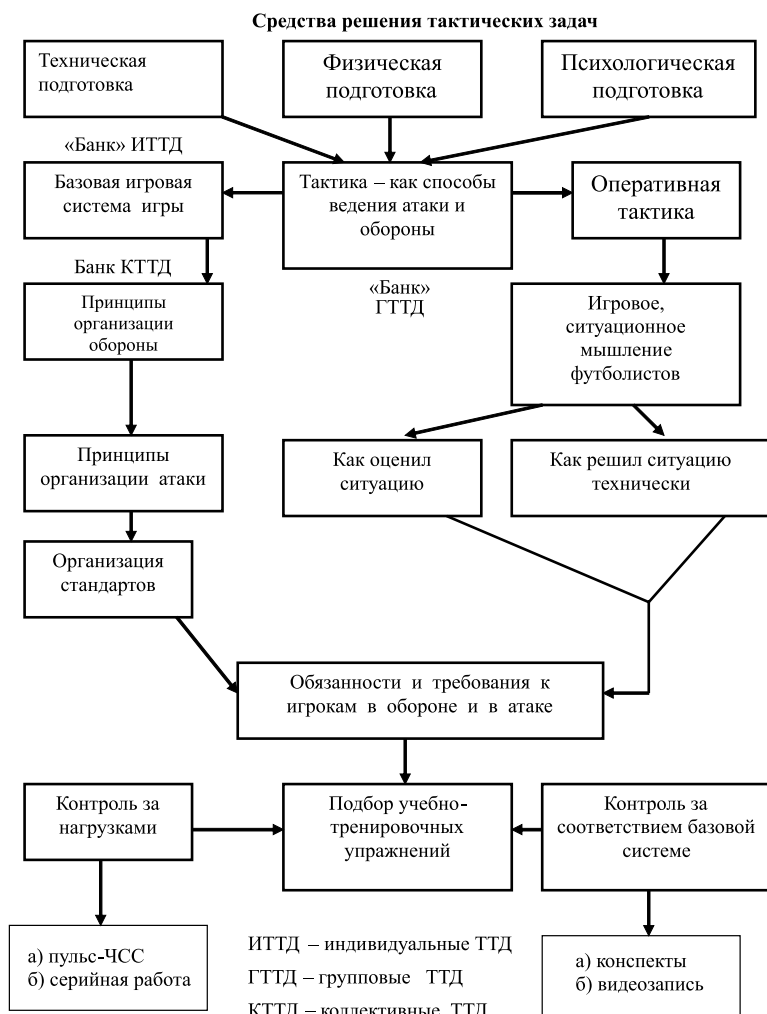 Средства решения тактических задач
Техническая
подготовка
Физическая
подготовка
Психологическая
подготовка
«Банк» ИТТД
Базовая игровая
система игры
Тактика – как способы
ведения атаки и
обороны
Оперативная
тактика
Банк КТТД
«Банк»
ГТТД
Принципы
организации
обороны
Игровое,
ситуационное
мышление
футболистов
Принципы
организации атаки
Как оценил
ситуацию
Как решил ситуацию
технически
Организация
стандартов
Обязанности и требования к
игрокам в обороне и в атаке
Контроль за
нагрузками
Подбор учебно-
тренировочных
упражнений
Контроль за
соответствием базовой
системе
а) пульс-ЧСС
б) серийная работа
ИТТД – индивидуальные ТТД
ГТТД – групповые ТТД
КТТД – коллективные ТТД
а) конспекты
б) видеозапись